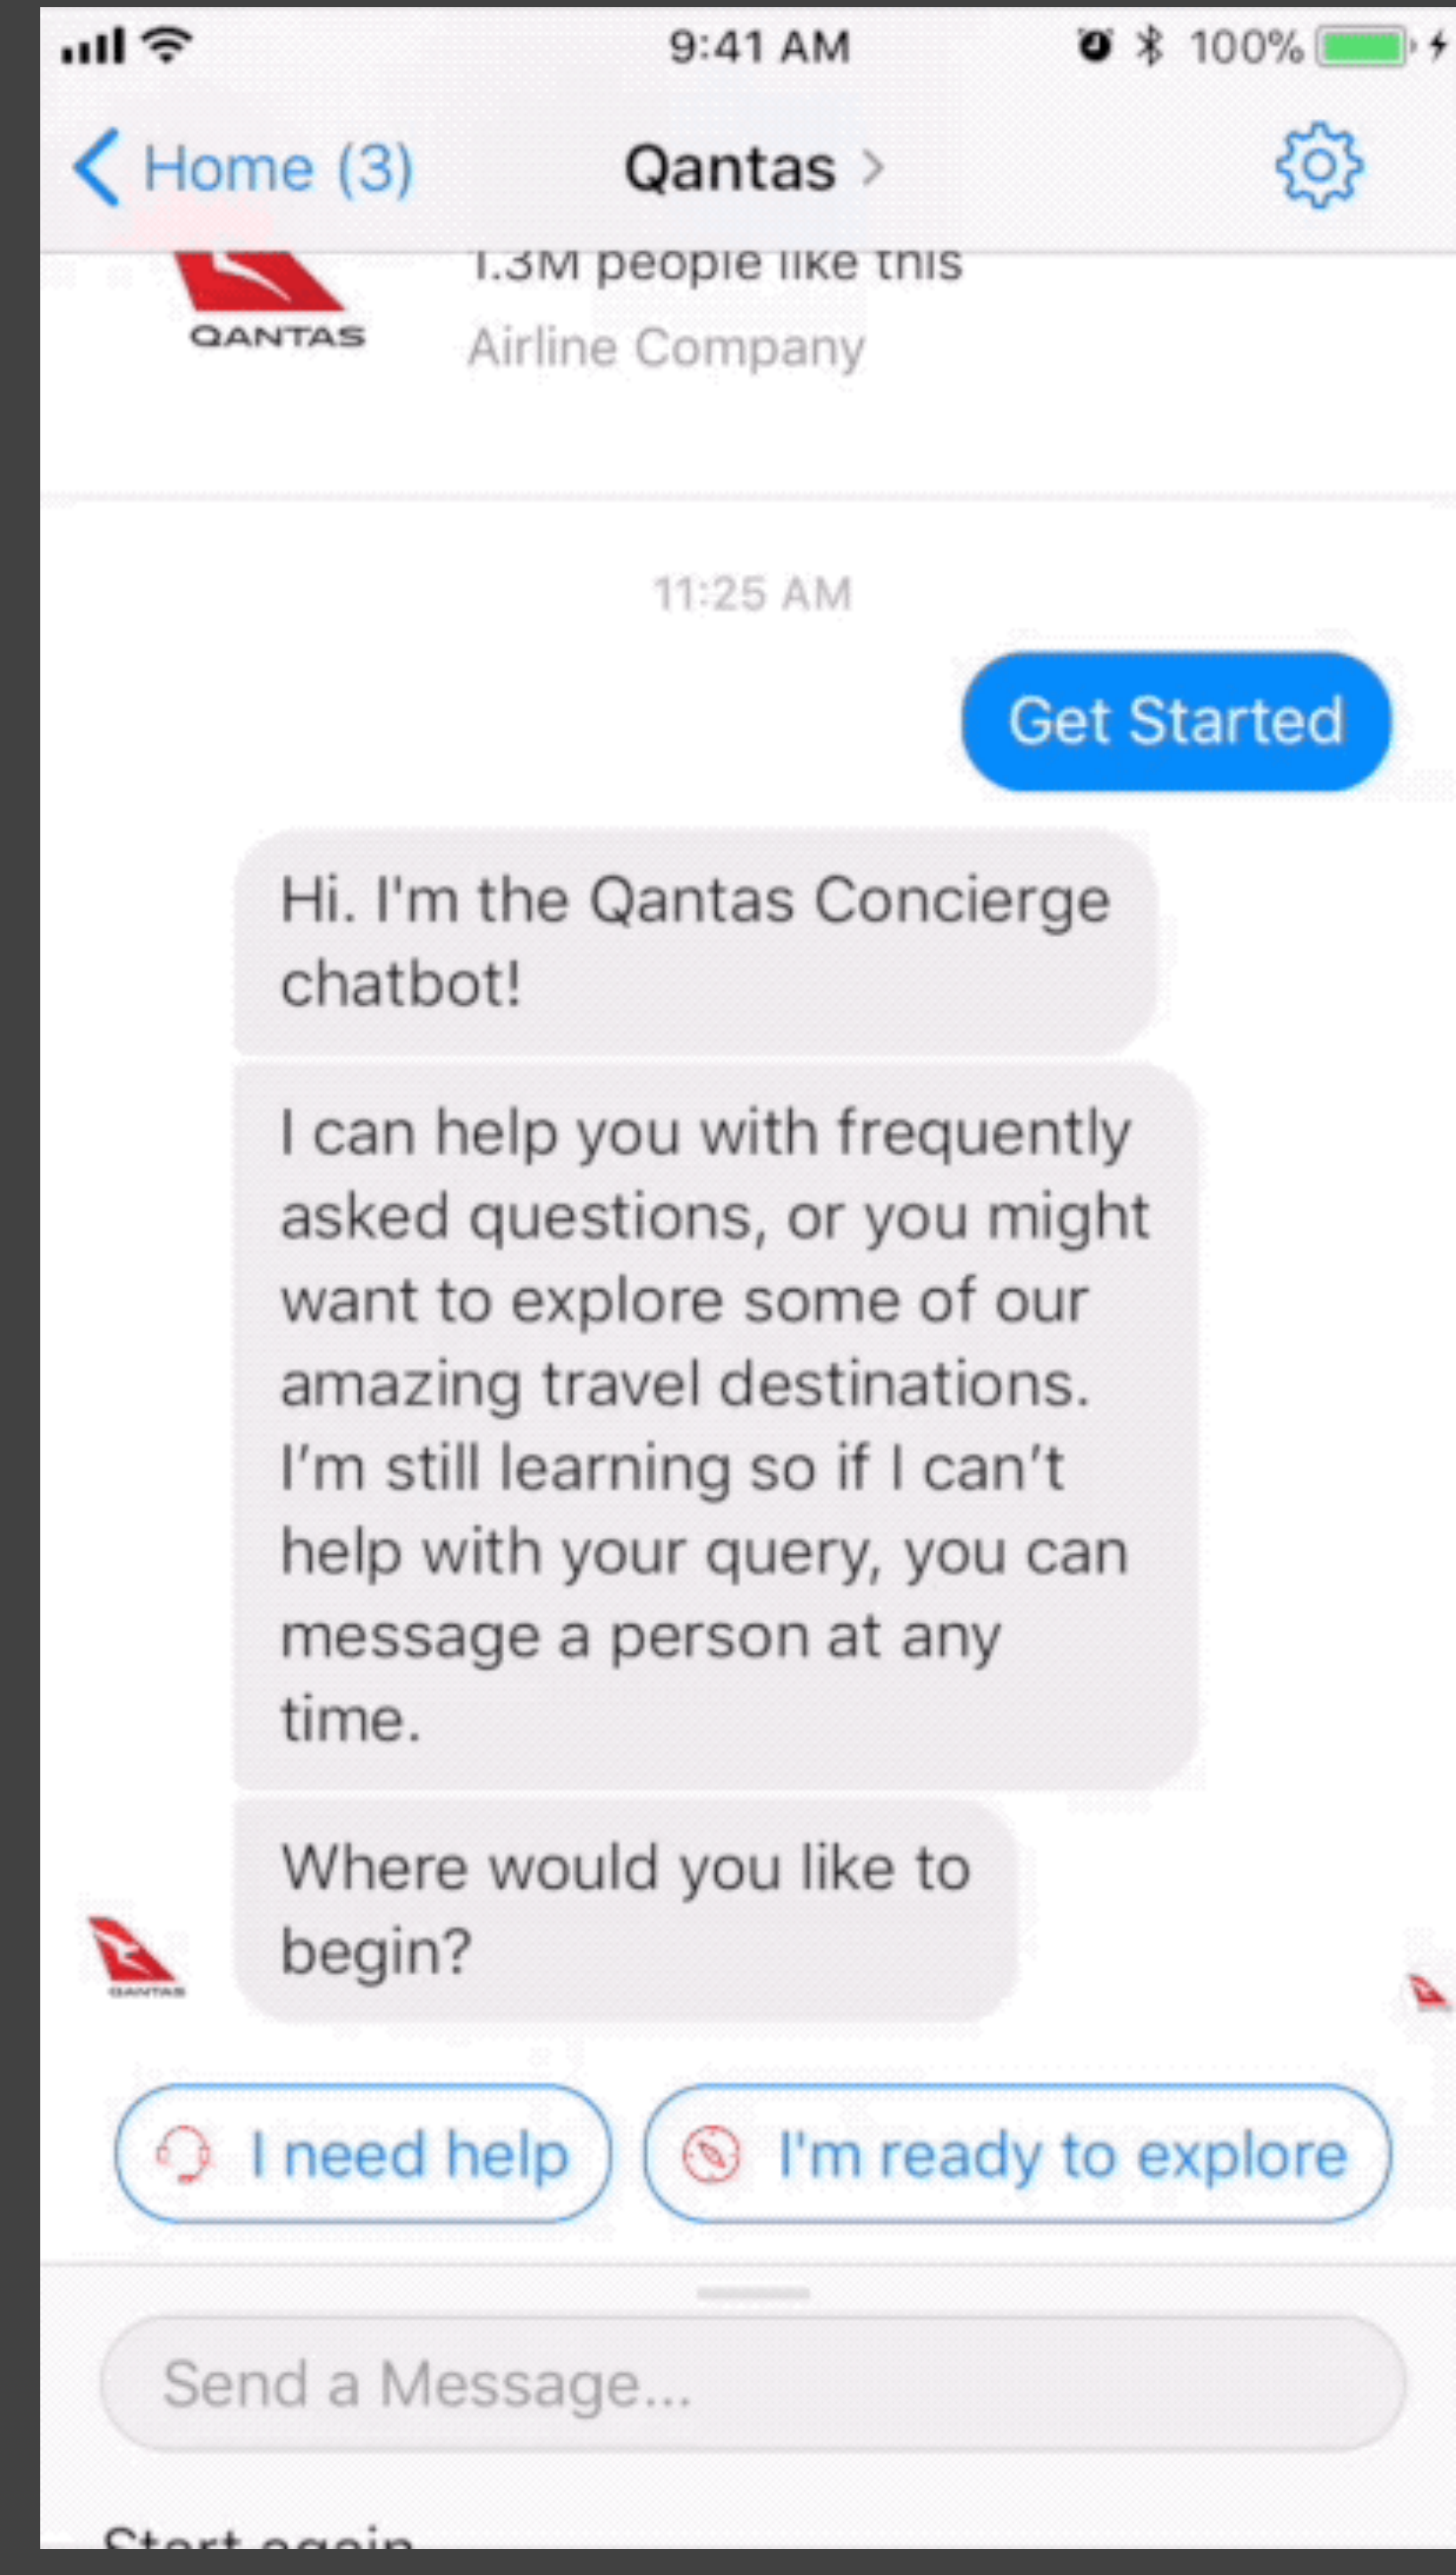 9:41 AM
100%
Home (3)
Qantas
1.3M people like this
QANTAS
Airline Company
11:25 AM
Get Started
Hi. I'm the Qantas Concierge
chatbot!
I can help you with frequently
asked questions, or you might
want to explore some of our
amazing travel destinations.
I’m still learning so if I can’t
help with your query, you can
message a person at any
time.
Where would you like to
begin?
QANTAS
I need help
I'm ready to explore
Send a Message...
Start again